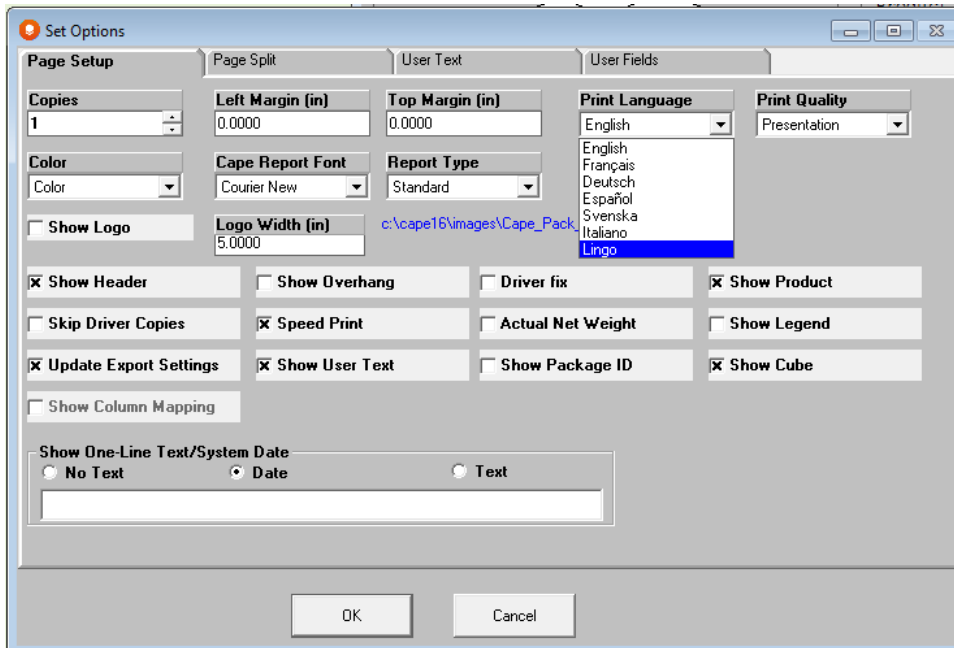 Set Options
Page Setup Page Split User Text User Fields
Copies Left Margin (in) Top Margin (in) Print Language Print Quality
1 0.0000 0.0000 English Presentation
English
Français
Deutsch
Español
Svenska
Italiano
Lingo
Color Cape Report Font Report Type
Color Courier New Standard
Show Logo Logo Width (in) c:\cape16\images\Cape_Pack_
5.0000
Show Header Show Overhang Driver fix Show Product
Skip Driver Copies Speed Print Actual Net Weight Show Legend
Update Export Settings Show User Text Show Package ID Show Cube
Show Column Mapping
Show One-Line Text/System Date
No Text Date Text
OK Cancel